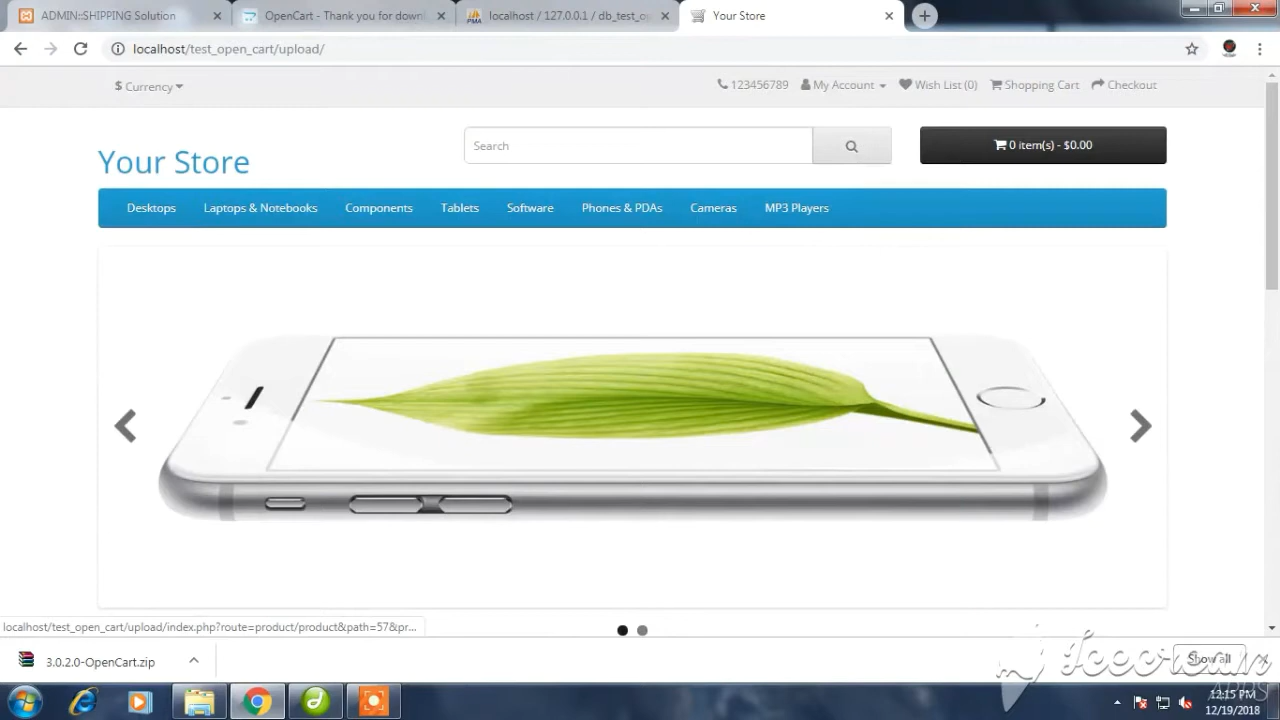 ADMIN::SHIPPING Solution
OpenCart - Thank you for down
localhost / 127.0.0.1 / db_test_o
Your Store
localhost/test_open_cart/upload/
$ Currency
123456789
My Account
Wish List (0)
Shopping Cart
Checkout
Your Store
Search
0 item(s) - $0.00
Desktops
Laptops & Notebooks
Components
Tablets
Software
Phones & PDAs
Cameras
MP3 Players
localhost/test_open_cart/upload/index.php?route=product/product&path=57&pr...
3.0.2.0-OpenCart.zip
Show all
Icecream
APPS
12:15 PM
12/19/2018